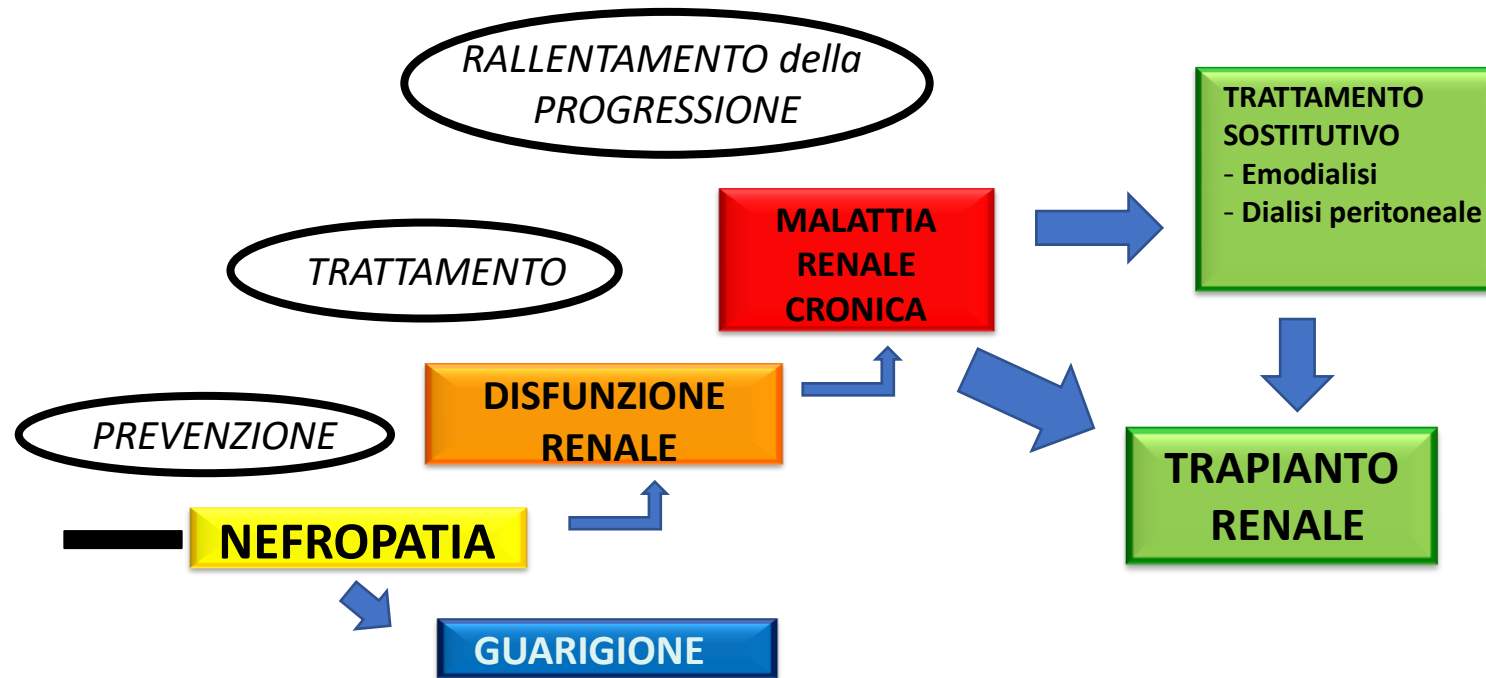 RALLENTAMENTO della
PROGRESSIONE
TRATTAMENTO
SOSTITUTIVO
- Emodialisi
- Dialisi peritoneale
MALATTIA
RENALE
CRONICA
TRATTAMENTO
DISFUNZIONE
RENALE
PREVENZIONE
TRAPIANTO
RENALE
NEFROPATIA
GUARIGIONE